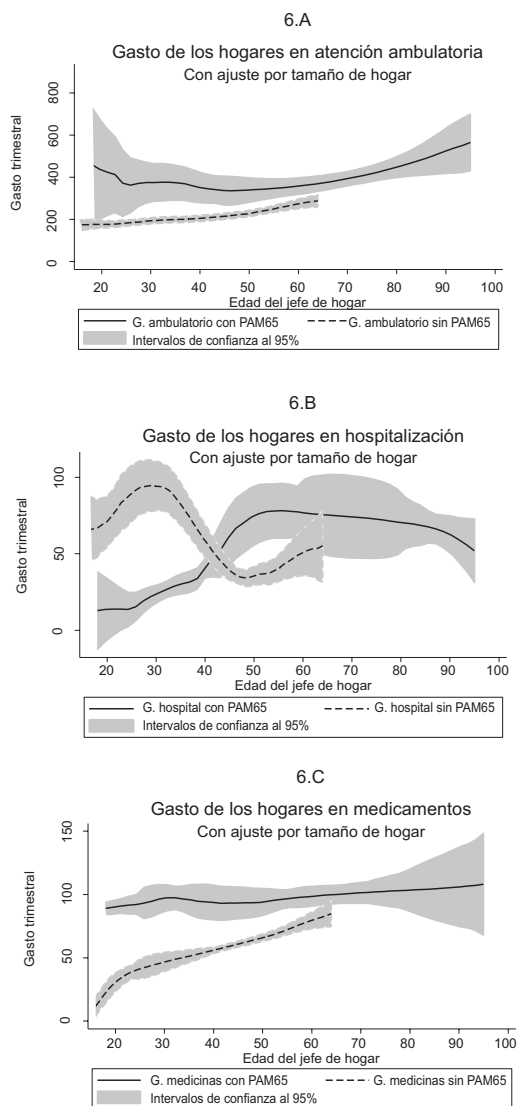 6.A
Gasto de los hogares en atención ambulatoria
Con ajuste por tamaño de hogar
Gasto trimestral
800
600
400
200
0
20 30 40 50 60 70 80 90 100
Edad del jefe de hogar
G. ambulatorio con PAM65 G. ambulatorio sin PAM65
Intervalos de confianza al 95%
6.B
Gasto de los hogares en hospitalización
Con ajuste por tamaño de hogar
Gasto trimestral
100
50
0
20 30 40 50 60 70 80 90 100
Edad del jefe de hogar
G. hospital con PAM65 G. hospital sin PAM65
Intervalos de confianza al 95%
6.C
Gasto de los hogares en medicamentos
Con ajuste por tamaño de hogar
Gasto trimestral
150
100
50
0
20 30 40 50 60 70 80 90 100
Edad del jefe de hogar
G. medicinas con PAM65 G. medicinas sin PAM65
Intervalos de confianza al 95%